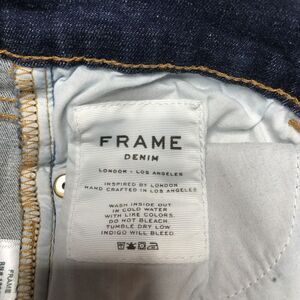 FRAME
DENIM
LONDON - LOS ANGELES
INSPIRED BY LONDON
HAND CRAFTED IN LOS ANGELES
WASH INSIDE OUT
IN COLD WATER
WITH LIKE COLORS
DO NOT BLEACH
TUMBLE DRY LOW
INDIGO WILL BLEED
FRAME